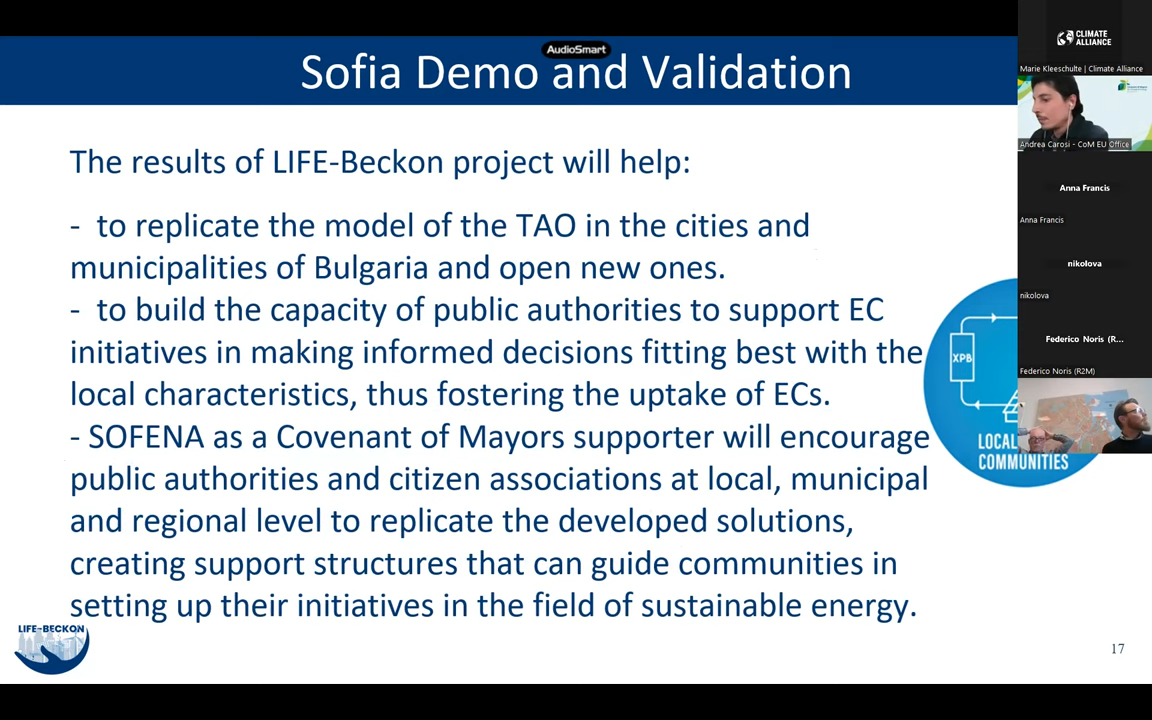 AudioSmart
Sofia Demo and Validation
The results of LIFE-Beckon project will help:
- to replicate the model of the TAO in the cities and
municipalities of Bulgaria and open new ones.
- to build the capacity of public authorities to support EC
initiatives in making informed decisions fitting best with the
local characteristics, thus fostering the uptake of ECs.
- SOFENA as a Covenant of Mayors supporter will encourage
public authorities and citizen associations at local, municipal
and regional level to replicate the developed solutions,
creating support structures that can guide communities in
setting up their initiatives in the field of sustainable energy.
LIFE-BECKON
17
XPB
LOCAL
COMMUNITIES
CLIMATE
ALLIANCE
Marie Kleeschulte | Climate Alliance
Andrea Carosi - CoM EU Office
Anna Francis
Anna Francis
nikolova
nikolova
Federico Noris (R...
Federico Noris (R2M)